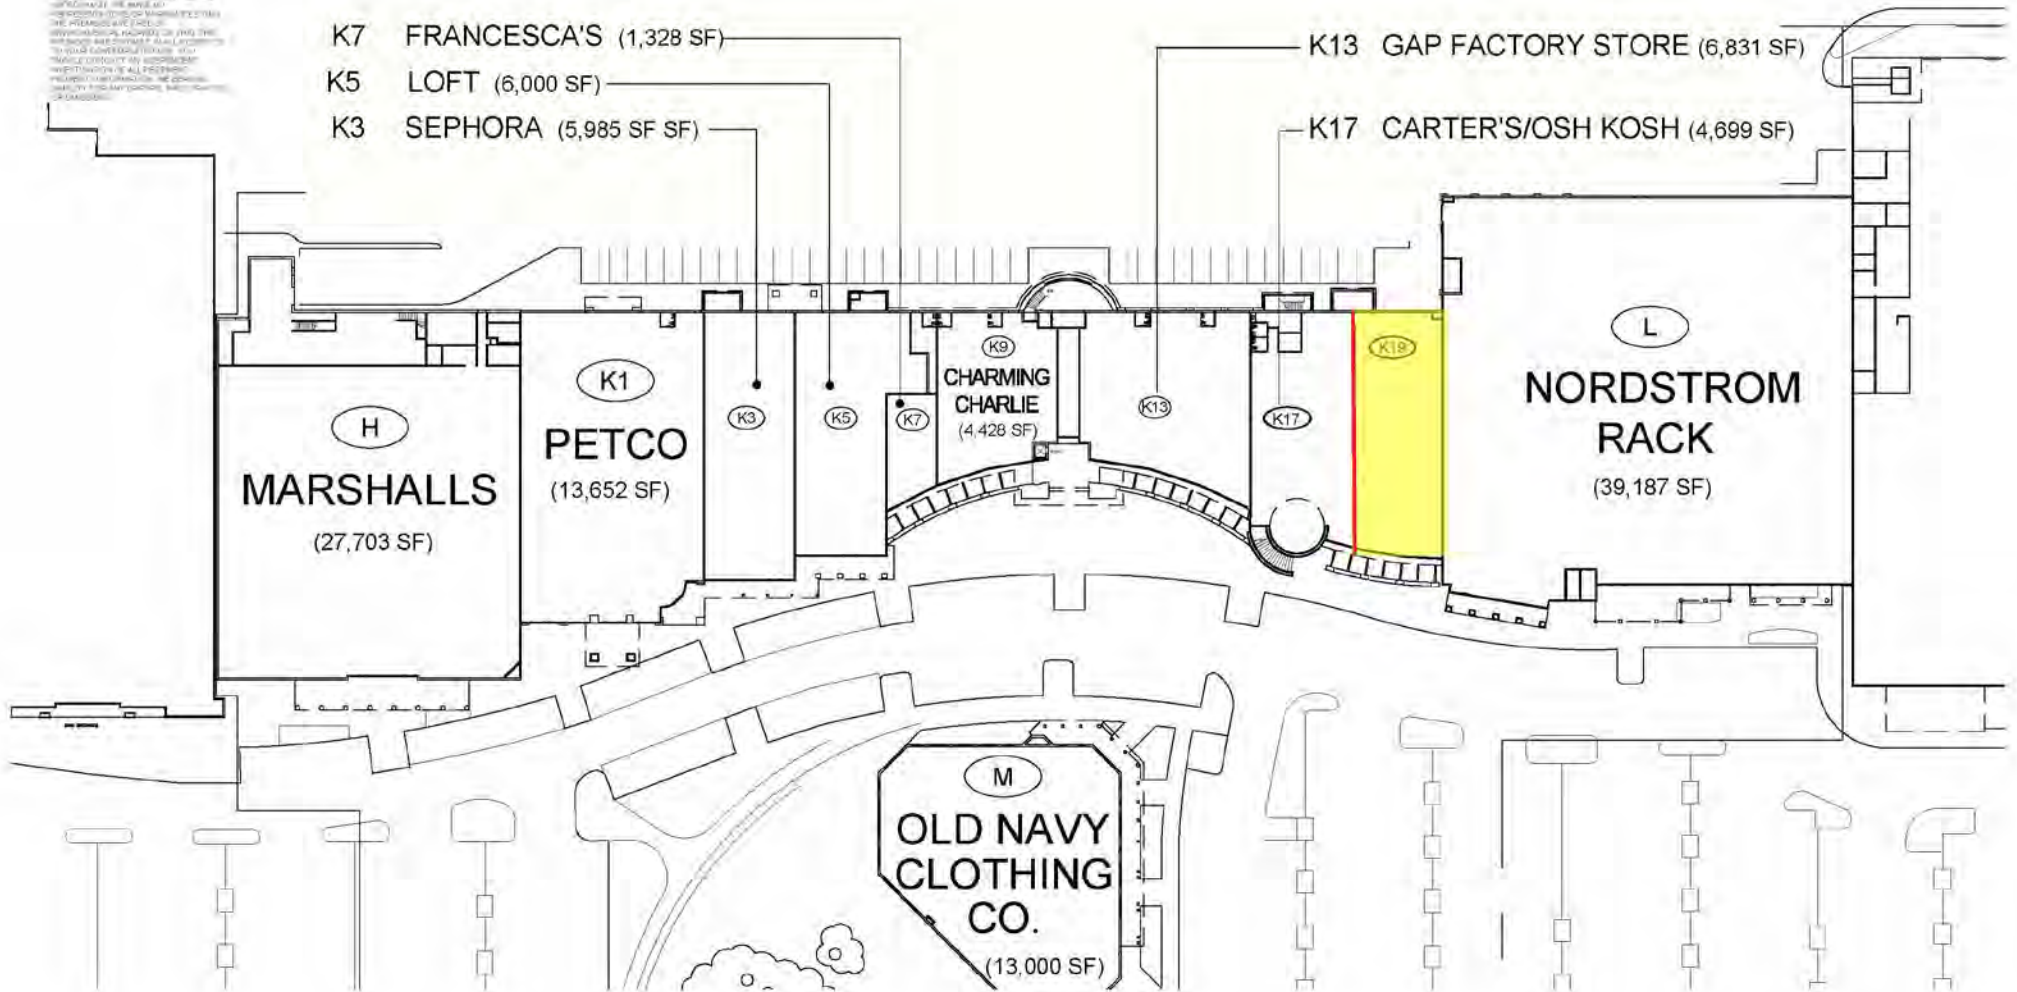 K7 FRANCESCA'S (1,328 SF)
K5 LOFT (6,000 SF)
K3 SEPHORA (5,985 SF SF)
K13 GAP FACTORY STORE (6,831 SF)
K17 CARTER'S/OSH KOSH (4,699 SF)
H
MARSHALLS
(27,703 SF)
K1
PETCO
(13,652 SF)
K3
K5
K7
K9
CHARMING
CHARLIE
(4,428 SF)
K13
K17
K19
L
NORDSTROM
RACK
(39,187 SF)
M
OLD NAVY
CLOTHING
CO.
(13,000 SF)